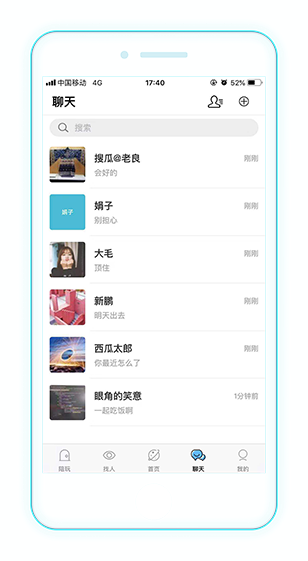 中国移动 4G 17:40 52%
聊天
搜索
搜瓜@老良 刚刚
会好的
娟子
娟子 刚刚
别担心
大毛 刚刚
顶住
新鹏 刚刚
明天出去
西瓜太郎 刚刚
你最近怎么了
眼角的笑意 1分钟前
一起吃饭啊
陪玩 找人 首页 聊天 我的